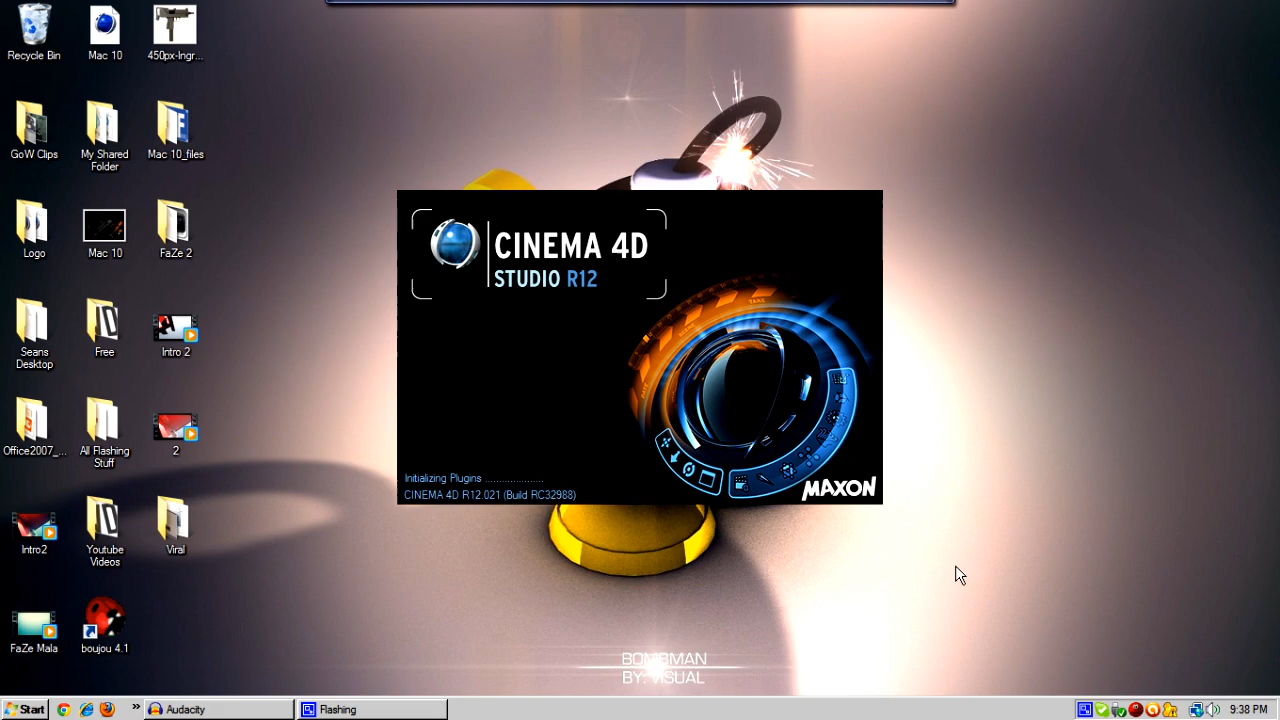 Recycle Bin
Mac 10
450px-Ingr...
GoW Clips
My Shared
Folder
Mac 10_files
Logo
Mac 10
FaZe 2
Seans
Desktop
Free
Intro 2
Office2007_...
All Flashing
Stuff
2
Intro2
Youtube
Videos
Viral
FaZe Mala
boujou 4.1
CINEMA 4D
STUDIO R12
Initializing Plugins .....................
CINEMA 4D R12.021 (Build RC32988)
MAXON
BOMBMAN
BY: VISUAL
Start
Audacity
Flashing
9:38 PM